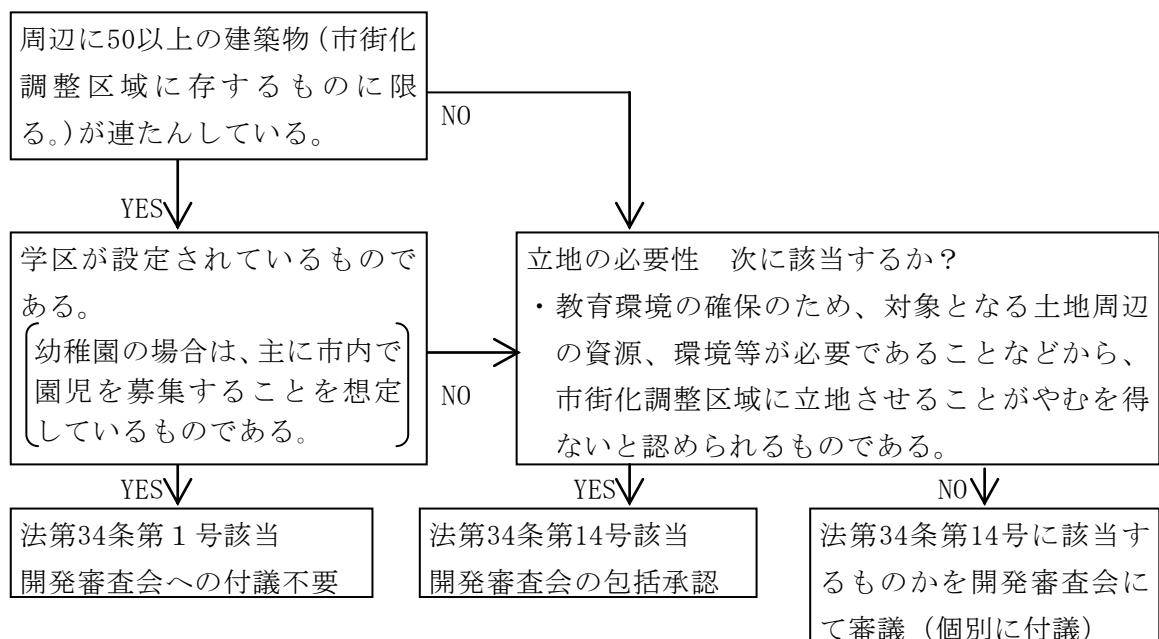 周辺に50以上の建築物(市街化
調整区域に存するものに限
る。)が連たんしている。
NO
YES
学区が設定されているもので
ある。
幼稚園の場合は、主に市内で
園児を募集することを想定
しているものである。
NO
立地の必要性 次に該当するか?
・教育環境の確保のため、対象となる土地周辺
の資源、環境等が必要であることなどから、
市街化調整区域に立地させることがやむを得
ないと認められるものである。
YES
YES
NO
法第34条第1号該当
開発審査会への付議不要
法第34条第14号該当
開発審査会の包括承認
法第34条第14号に該当す
るものかを開発審査会に
て審議(個別に付議)